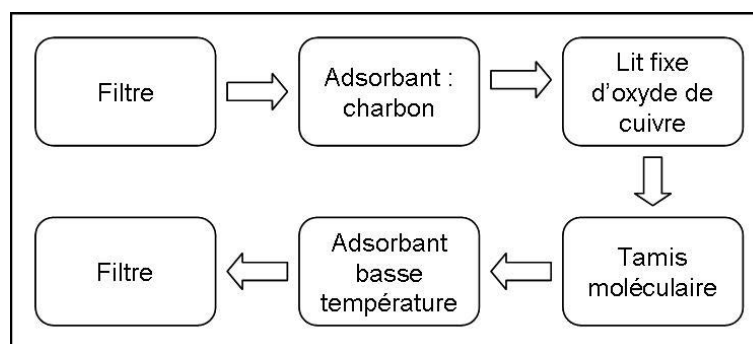 Filtre
Adsorbant :
charbon
Lit fixe
d'oxyde de
cuivre
Tamis
moléculaire
Adsorbant
basse
température
Filtre